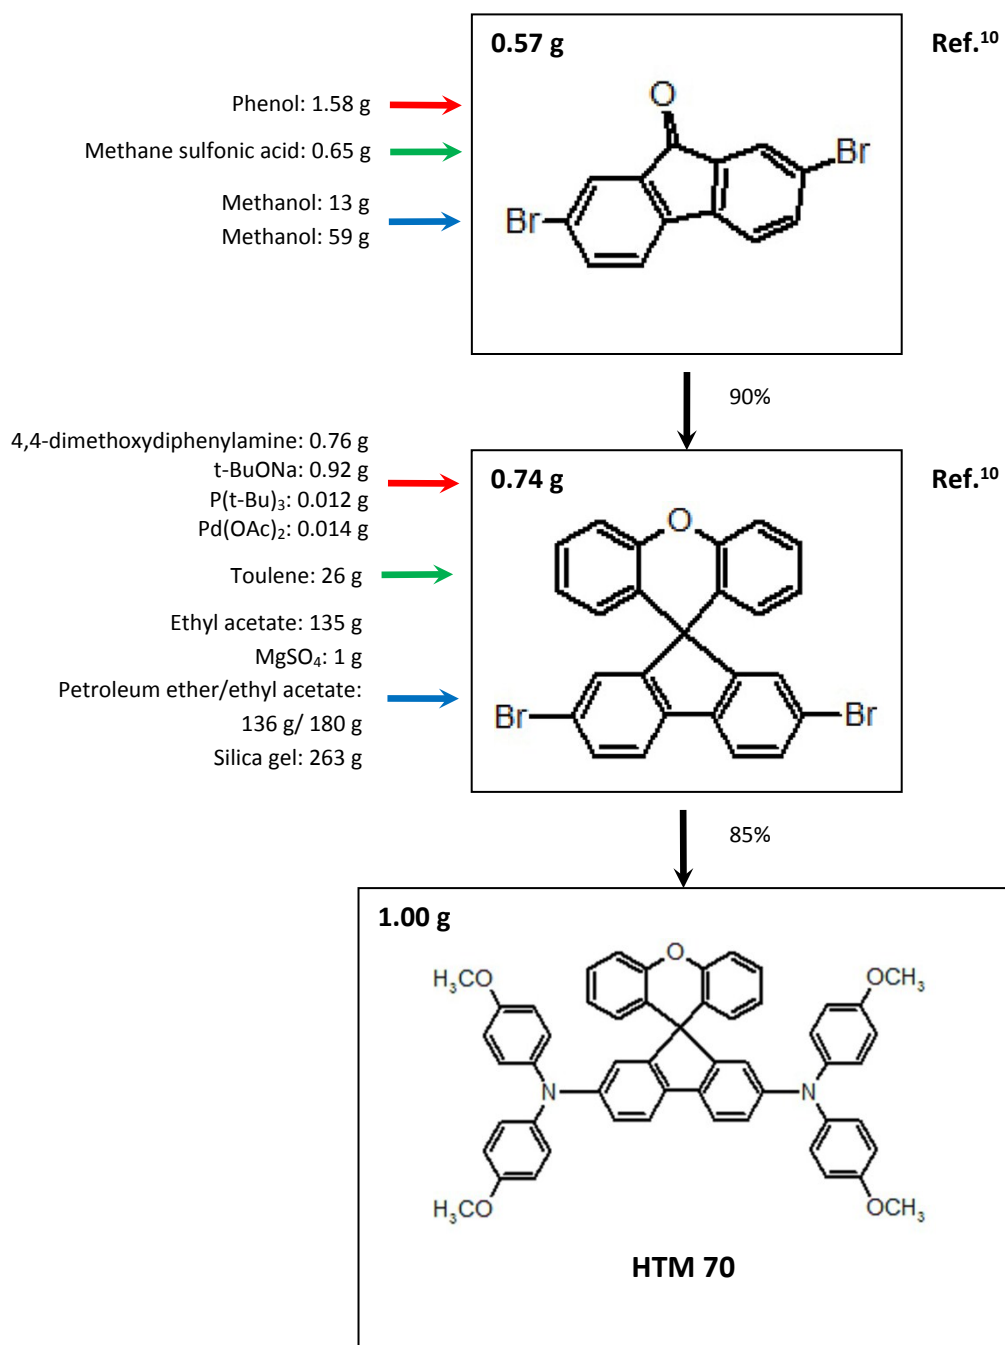 0.57 g
Ref.10
Phenol: 1.58 g
Methane sulfonic acid: 0.65 g
Methanol: 13 g
Methanol: 59 g
O
Br
Br
90%
4,4-dimethoxydiphenylamine: 0.76 g
t-BuONa: 0.92 g
P(t-Bu)3: 0.012 g
Pd(OAc)2: 0.014 g
Toulene: 26 g
Ethyl acetate: 135 g
MgSO4: 1 g
Petroleum ether/ethyl acetate:
136 g/ 180 g
Silica gel: 263 g
0.74 g
Ref.10
O
Br
Br
85%
1.00 g
O
H3CO
OCH3
N
N
H3CO
OCH3
HTM 70